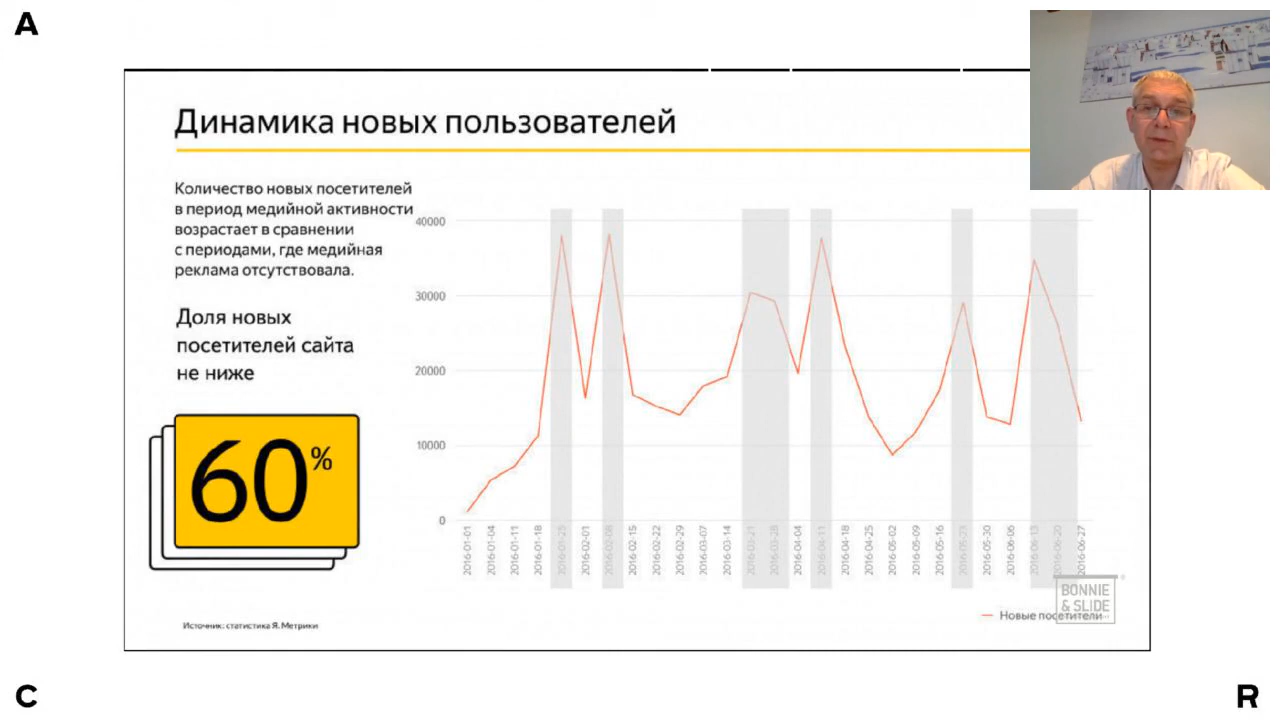 A
Динамика новых пользователей
Количество новых посетителей
в период медийной активности
возрастает в сравнении
с периодами, где медийная
реклама отсутствовала.
Доля новых
посетителей сайта
не ниже
60%
40000
30000
20000
10000
0
2016-01-01
2016-01-04
2016-01-11
2016-01-18
2016-01-25
2016-02-01
2016-02-08
2016-02-15
2016-02-22
2016-02-29
2016-03-07
2016-03-14
2016-03-21
2016-03-28
2016-04-04
2016-04-11
2016-04-18
2016-04-25
2016-05-02
2016-05-09
2016-05-16
2016-05-23
2016-05-30
2016-06-06
2016-06-13
2016-06-20
2016-06-27
Новые посетители
BONNIE
& SLIDE
Источник: статистика Я. Метрики
C
R